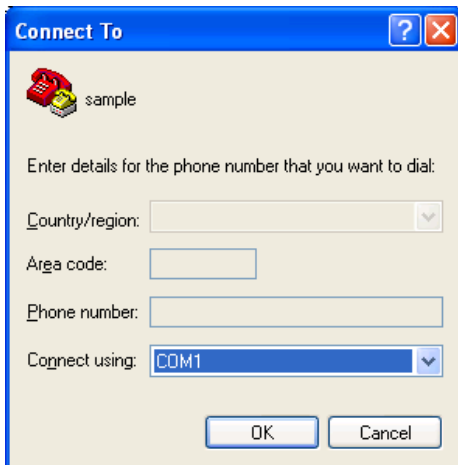 Connect To
sample
Enter details for the phone number that you want to dial:
Country/region:
Area code:
Phone number:
Connect using: COM1
OK Cancel